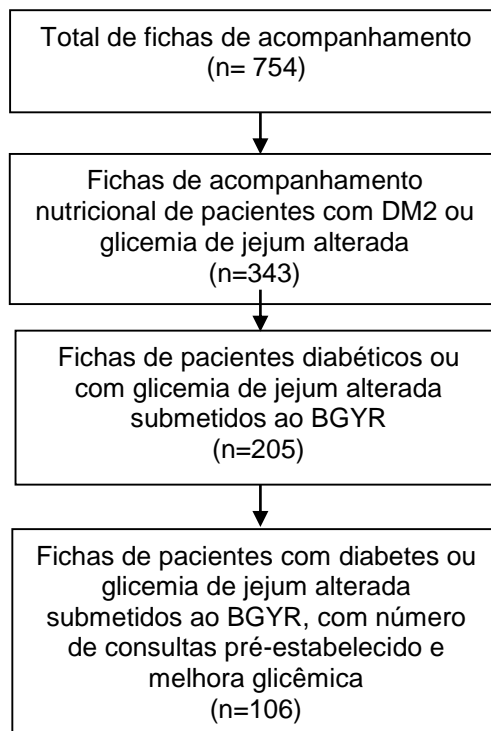 Total de fichas de acompanhamento
(n= 754)
Fichas de acompanhamento
nutricional de pacientes com DM2 ou
glicemia de jejum alterada
(n=343)
Fichas de pacientes diabéticos ou
com glicemia de jejum alterada
submetidos ao BGYR
(n=205)
Fichas de pacientes com diabetes ou
glicemia de jejum alterada
submetidos ao BGYR, com número
de consultas pré-estabelecido e
melhora glicêmica
(n=106)